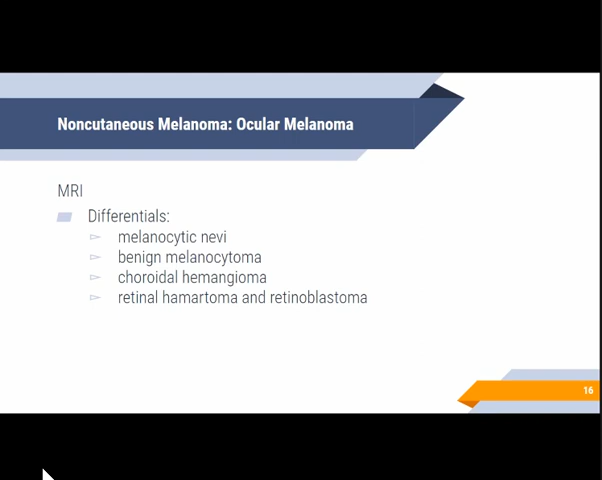 Noncutaneous Melanoma: Ocular Melanoma
MRI
Differentials:
melanocytic nevi
benign melanocytoma
choroidal hemangioma
retinal hamartoma and retinoblastoma
16